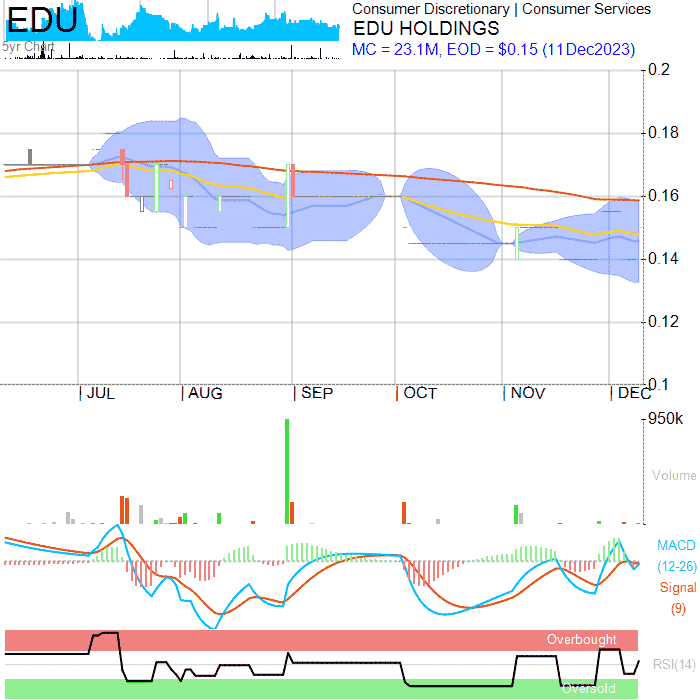 EDU
5yr Chart
Consumer Discretionary | Consumer Services
EDU HOLDINGS
MC = 23.1M, EOD = $0.15 (11Dec2023)
0.2
0.18
0.16
0.14
0.12
0.1
JUL AUG SEP OCT NOV DEC
950k
Volume
MACD
(12-26)
Signal
(9)
Overbought
RSI(14)
Oversold